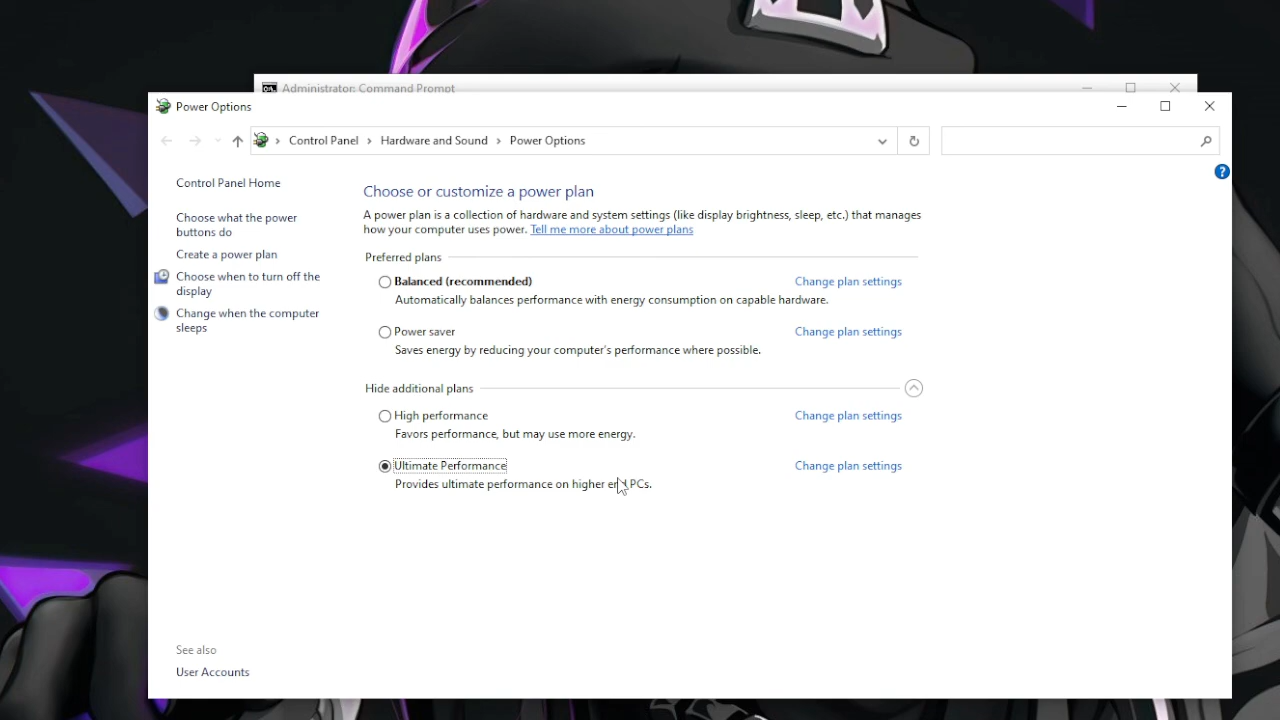 Administrator: Command Prompt
Power Options
Control Panel > Hardware and Sound > Power Options
Control Panel Home
Choose what the power
buttons do
Create a power plan
Choose when to turn off the
display
Change when the computer
sleeps
Choose or customize a power plan
A power plan is a collection of hardware and system settings (like display brightness, sleep, etc.) that manages
how your computer uses power. Tell me more about power plans
Preferred plans
Balanced (recommended) Change plan settings
Automatically balances performance with energy consumption on capable hardware.
Power saver Change plan settings
Saves energy by reducing your computer's performance where possible.
Hide additional plans
High performance Change plan settings
Favors performance, but may use more energy.
Ultimate Performance Change plan settings
Provides ultimate performance on higher end PCs.
See also
User Accounts